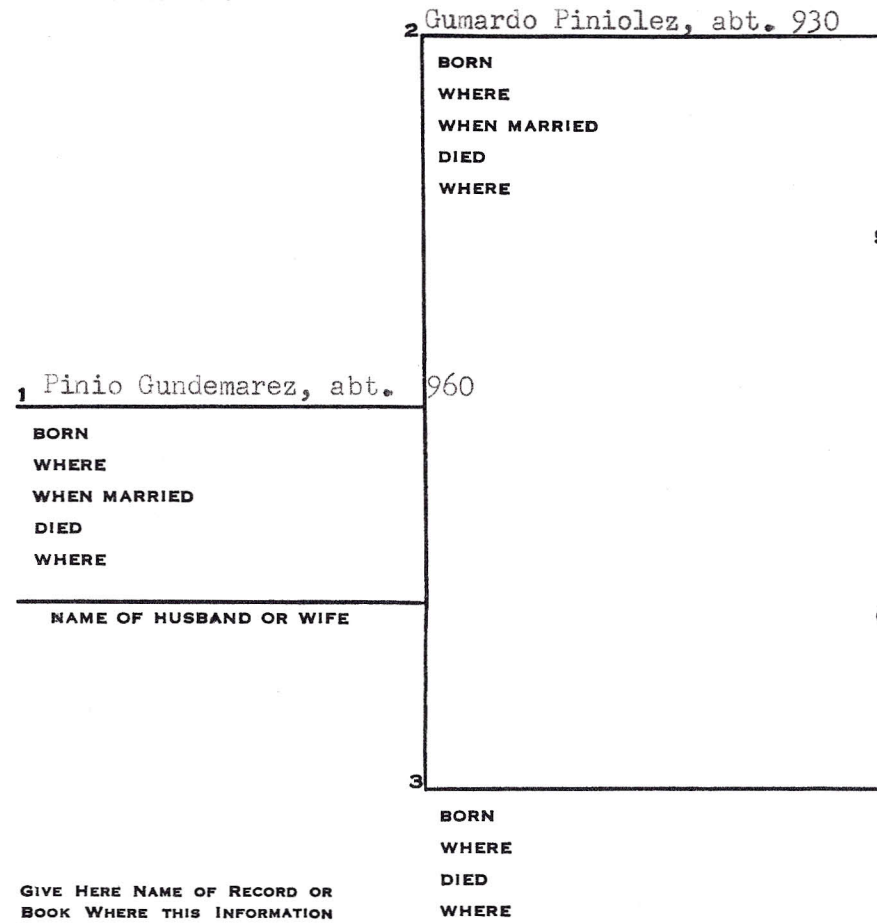 2 Gumardo Piniolez, abt. 930
BORN
WHERE
WHEN MARRIED
DIED
WHERE
1 Pinio Gundemarez, abt. 960
BORN
WHERE
WHEN MARRIED
DIED
WHERE
NAME OF HUSBAND OR WIFE
3
BORN
WHERE
DIED
WHERE
GIVE HERE NAME OF RECORD OR
BOOK WHERE THIS INFORMATION